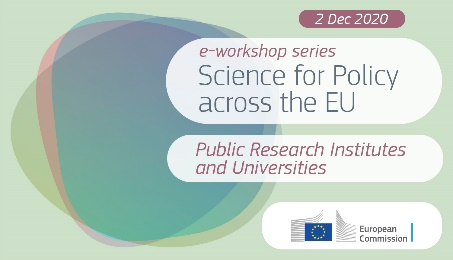 2 Dec 2020
e-workshop series
Science for Policy
across the EU
Public Research Institutes
and Universities
European
Commission